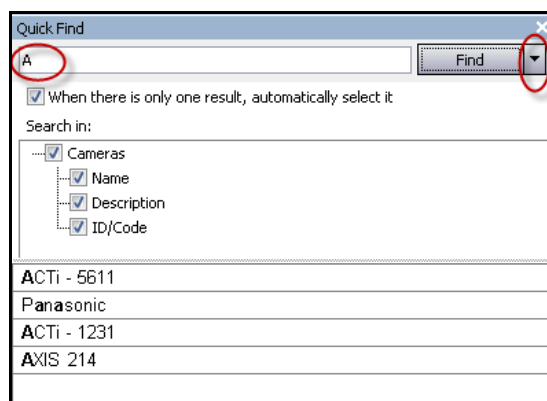 Quick Find
A
Find
When there is only one result, automatically select it
Search in:
Cameras
Name
Description
ID/Code
ACTi - 5611
Panasonic
ACTi - 1231
AXIS 214